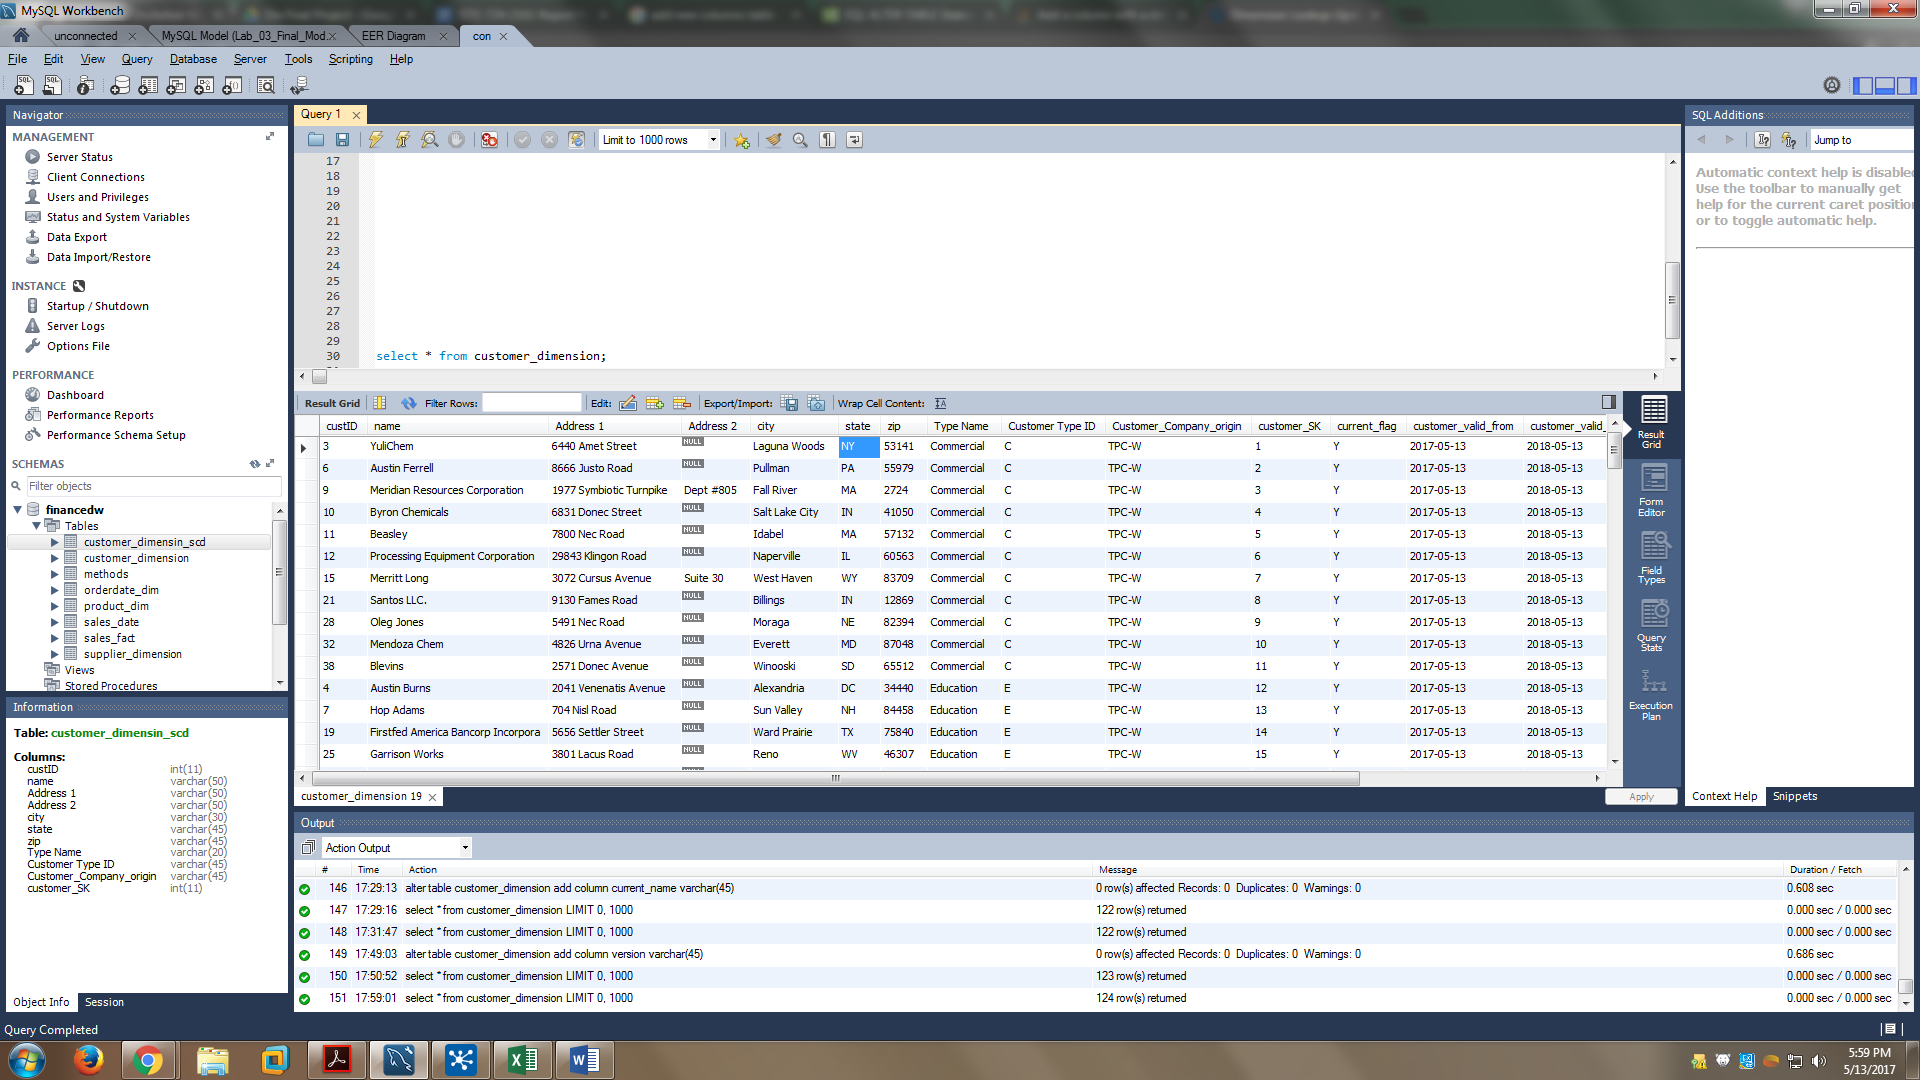 MySQL Workbench
unconnected
MySQL Model (Lab_03_Final_Mod...
EER Diagram
con
File Edit View Query Database Server Tools Scripting Help
Navigator
MANAGEMENT
Server Status
Client Connections
Users and Privileges
Status and System Variables
Data Export
Data Import/Restore
INSTANCE
Startup / Shutdown
Server Logs
Options File
PERFORMANCE
Dashboard
Performance Reports
Performance Schema Setup
SCHEMAS
Filter objects
financedw
Tables
customer_dimensin_scd
customer_dimension
methods
orderdate_dim
product_dim
sales_date
sales_fact
supplier_dimension
Views
Stored Procedures
Information
Table: customer_dimensin_scd
Columns:
custID int(11)
name varchar(50)
Address 1 varchar(50)
Address 2 varchar(50)
city varchar(30)
state varchar(45)
zip varchar(45)
Type Name varchar(20)
Customer Type ID varchar(45)
Customer_Company_origin varchar(45)
customer_SK int(11)
Object Info Session
Query Completed
Query 1
Limit to 1000 rows
17
18
19
20
21
22
23
24
25
26
27
28
29
30 select * from customer_dimension;
Result Grid Filter Rows: Edit: Export/Import: Wrap Cell Content:
custID name Address 1 Address 2 city state zip Type Name Customer Type ID Customer_Company_origin customer_SK current_flag customer_valid_from customer_valid_
3 YuliChem 6440 Amet Street NULL Laguna Woods NY 53141 Commercial C TPC-W 1 Y 2017-05-13 2018-05-13
6 Austin Ferrell 8666 Justo Road NULL Pullman PA 55979 Commercial C TPC-W 2 Y 2017-05-13 2018-05-13
9 Meridian Resources Corporation 1977 Symbiotic Turnpike Dept #805 Fall River MA 2724 Commercial C TPC-W 3 Y 2017-05-13 2018-05-13
10 Byron Chemicals 6831 Donec Street NULL Salt Lake City IN 41050 Commercial C TPC-W 4 Y 2017-05-13 2018-05-13
11 Beasley 7800 Nec Road NULL Idabel MA 57132 Commercial C TPC-W 5 Y 2017-05-13 2018-05-13
12 Processing Equipment Corporation 29843 Klingon Road NULL Naperville IL 60563 Commercial C TPC-W 6 Y 2017-05-13 2018-05-13
15 Merritt Long 3072 Cursus Avenue Suite 30 West Haven WY 83709 Commercial C TPC-W 7 Y 2017-05-13 2018-05-13
21 Santos LLC. 9130 Fames Road NULL Billings IN 12869 Commercial C TPC-W 8 Y 2017-05-13 2018-05-13
28 Oleg Jones 5491 Nec Road NULL Moraga NE 82394 Commercial C TPC-W 9 Y 2017-05-13 2018-05-13
32 Mendoza Chem 4826 Urna Avenue NULL Everett MD 87048 Commercial C TPC-W 10 Y 2017-05-13 2018-05-13
38 Blevins 2571 Donec Avenue NULL Winooski SD 65512 Commercial C TPC-W 11 Y 2017-05-13 2018-05-13
4 Austin Burns 2041 Venenatis Avenue NULL Alexandria DC 34440 Education E TPC-W 12 Y 2017-05-13 2018-05-13
7 Hop Adams 704 Nisl Road NULL Sun Valley NH 84458 Education E TPC-W 13 Y 2017-05-13 2018-05-13
19 Firstfed America Bancorp Incorpora 5656 Settler Street NULL Ward Prairie TX 75840 Education E TPC-W 14 Y 2017-05-13 2018-05-13
25 Garrison Works 3801 Lacus Road NULL Reno WV 46307 Education E TPC-W 15 Y 2017-05-13 2018-05-13
customer_dimension 19
Apply
Result Grid
Form Editor
Field Types
Query Stats
Execution Plan
Output
Action Output
# Time Action Message Duration / Fetch
146 17:29:13 alter table customer_dimension add column current_name varchar(45) 0 row(s) affected Records: 0 Duplicates: 0 Warnings: 0 0.608 sec
147 17:29:16 select * from customer_dimension LIMIT 0, 1000 122 row(s) returned 0.000 sec / 0.000 sec
148 17:31:47 select * from customer_dimension LIMIT 0, 1000 122 row(s) returned 0.000 sec / 0.000 sec
149 17:49:03 alter table customer_dimension add column version varchar(45) 0 row(s) affected Records: 0 Duplicates: 0 Warnings: 0 0.686 sec
150 17:50:52 select * from customer_dimension LIMIT 0, 1000 123 row(s) returned 0.000 sec / 0.000 sec
151 17:59:01 select * from customer_dimension LIMIT 0, 1000 124 row(s) returned 0.000 sec / 0.000 sec
SQL Additions
Jump to
Automatic context help is disabled
Use the toolbar to manually get
help for the current caret position
or to toggle automatic help.
Context Help Snippets
5:59 PM
5/13/2017